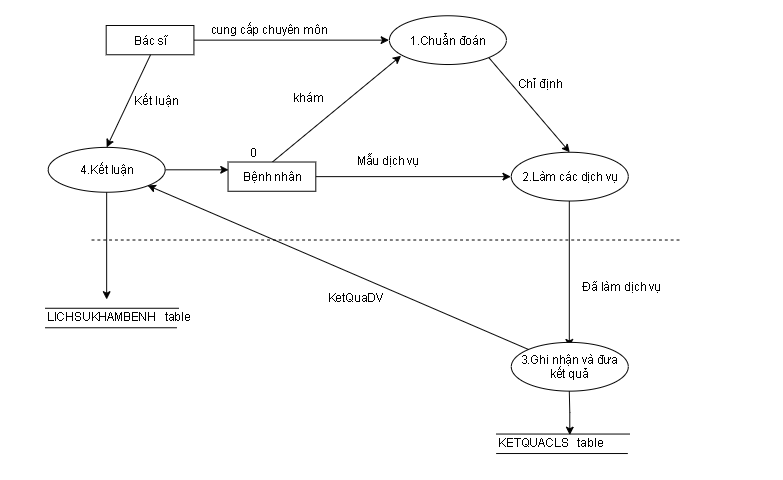 cung cấp chuyên môn
Bác sĩ
1.Chuẩn đoán
Chỉ định
khám
Kết luận
0
Mẫu dịch vụ
4.Kết luận
Bệnh nhân
2.Làm các dịch vụ
Đã làm dịch vụ
KetQuaDV
LICHSUKHAMBENH table
3.Ghi nhận và đưa
kết quả
KETQUACLS table